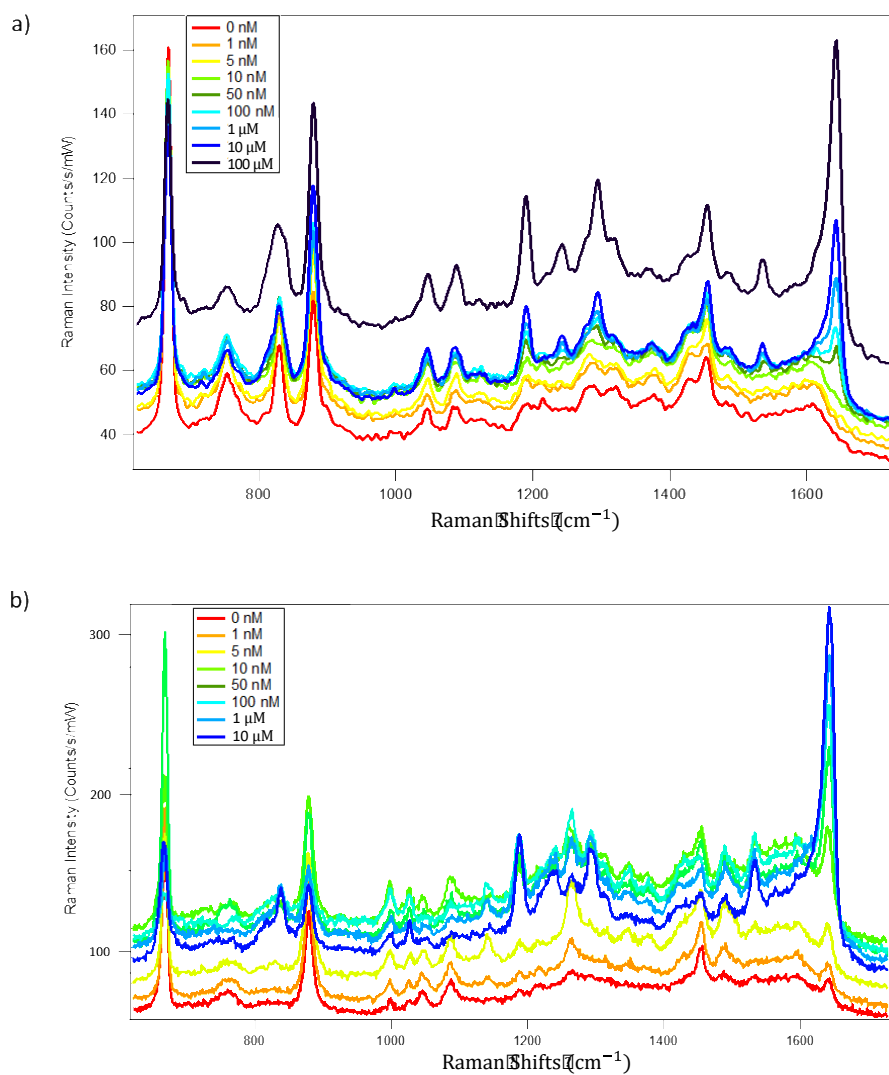 a)
160
140
120
100
80
60
40
Raman Intensity (Counts/s/mW)
0 nM
1 nM
5 nM
10 nM
50 nM
100 nM
1 µM
10 µM
100 µM
800
1000
1200
1400
1600
Raman Shifts (cm⁻¹)
b)
300
200
100
Raman Intensity (Counts/s/mW)
0 nM
1 nM
5 nM
10 nM
50 nM
100 nM
1 µM
10 µM
800
1000
1200
1400
1600
Raman Shifts (cm⁻¹)